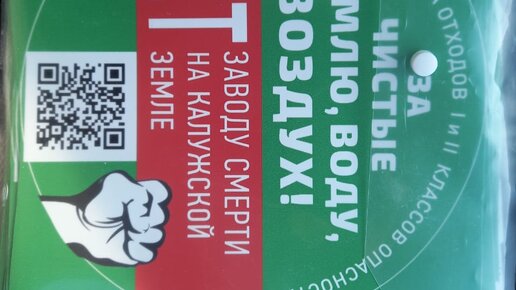 ОТХОДОВ I И II КЛАССОВ ОПАСНОСТ
ЗА
ЧИСТЫЕ
МЛЮ, ВОДУ,
ВОЗДУХ!
Т
ЗАВОДУ СМЕРТИ
НА КАЛУЖСКОЙ
ЗЕМЛЕ